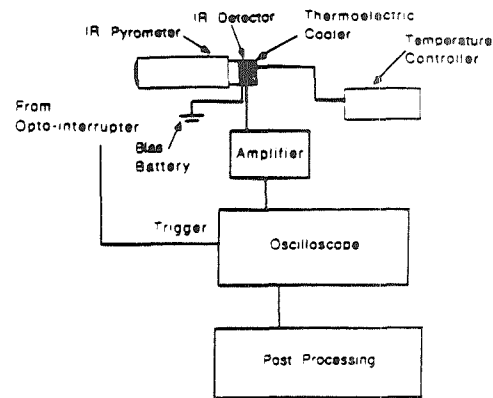 IR Pyrometer
IR Detector
Thermoelectric
Cooler
Temperature
Controller
From
Opto-interrupter
Bias
Battery
Amplifier
Trigger
Oscilloscope
Post Processing